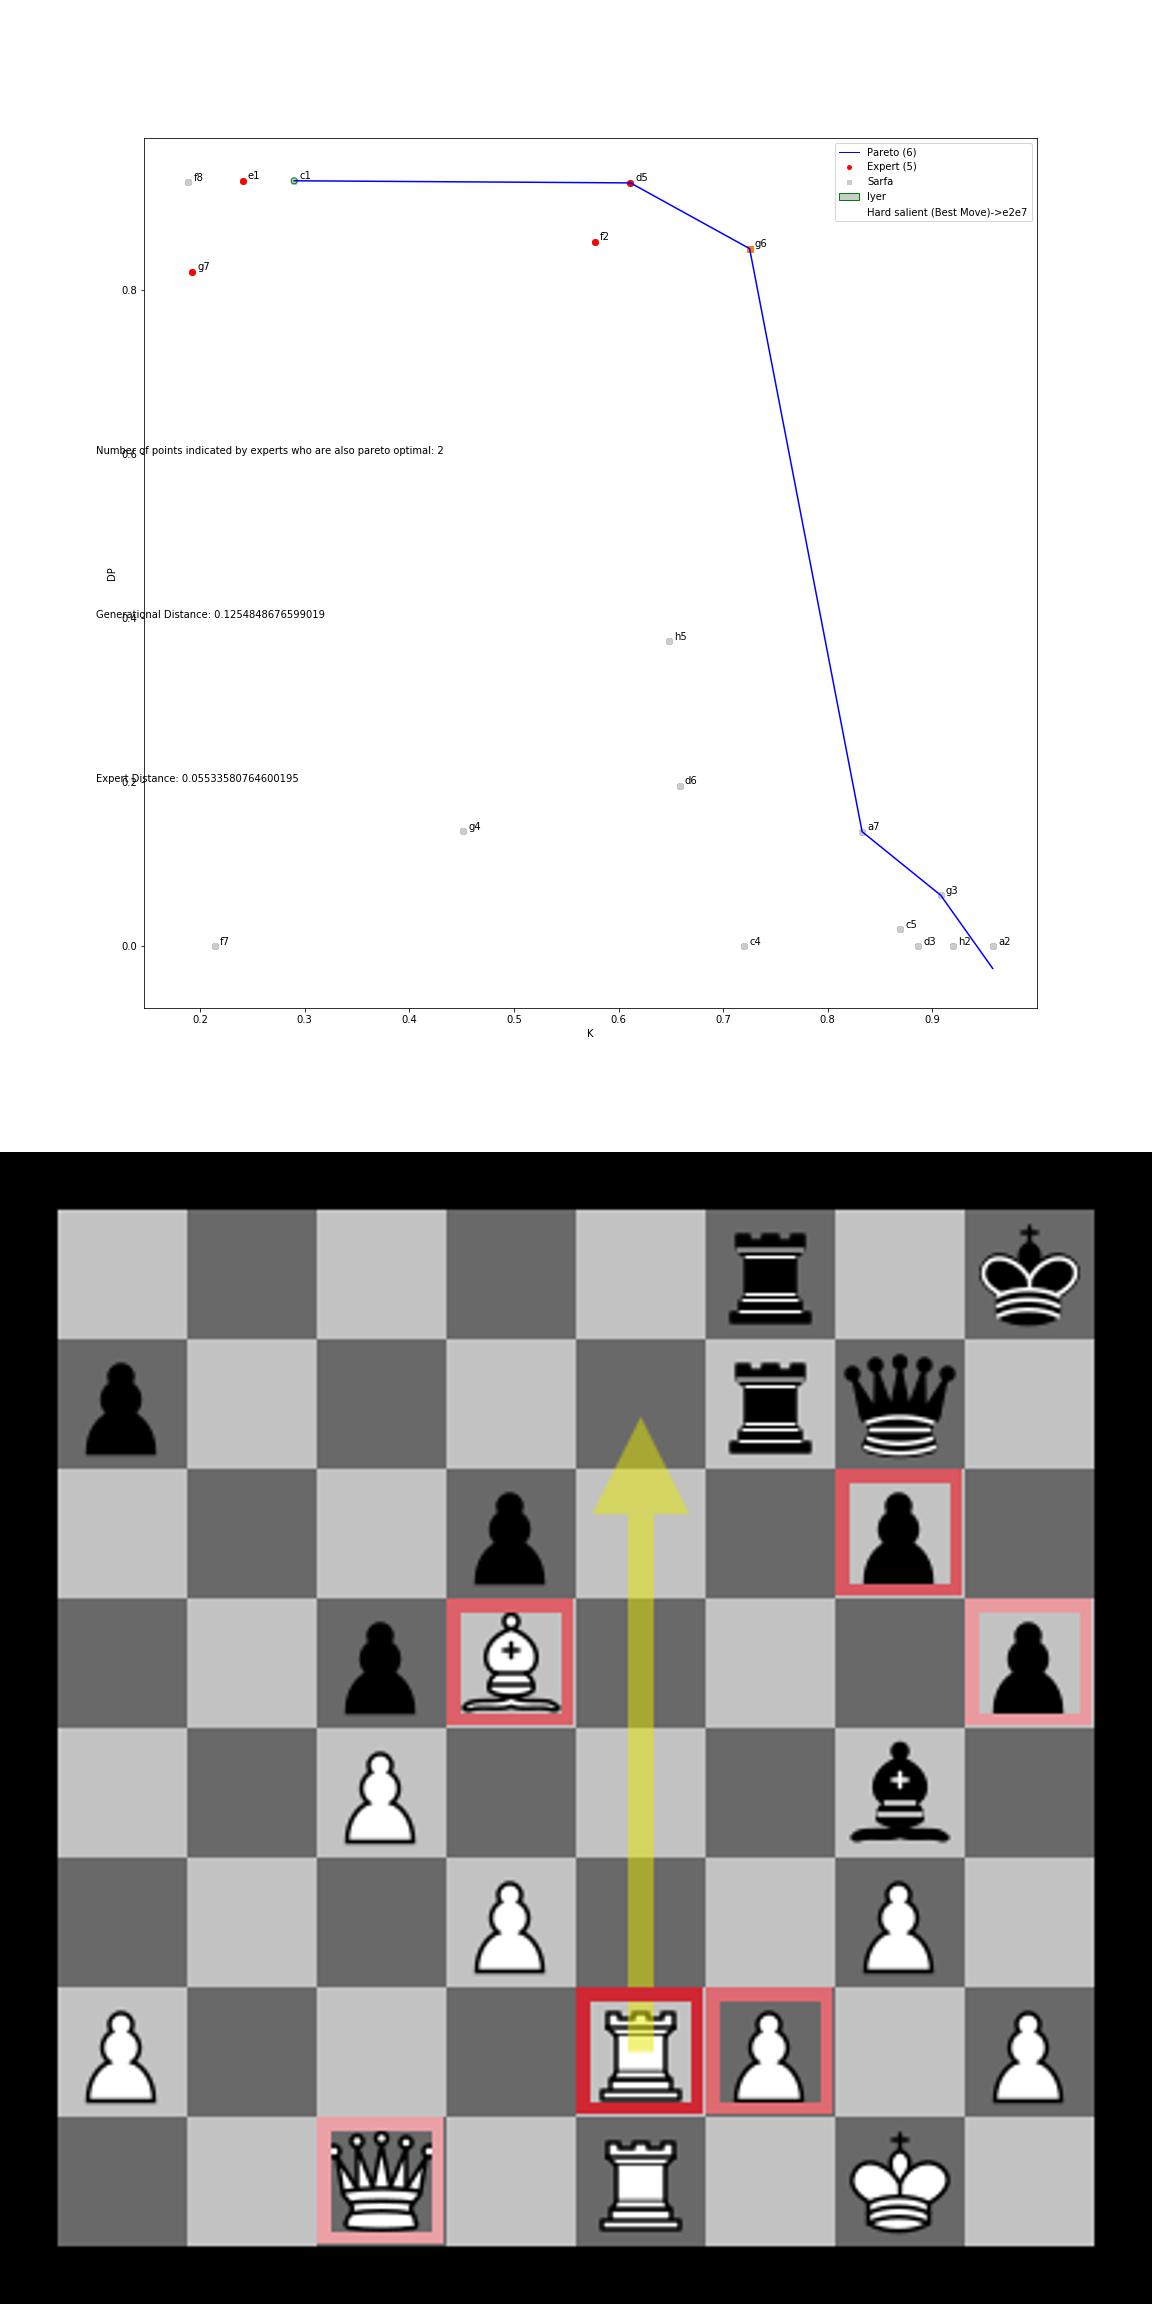 Pareto (6)
Expert (5)
Sarfa
Iyer
Hard salient (Best Move)->e2e7
f8
e1
c1
d5
f2
g6
g7
0.8
Number of points indicated by experts who are also pareto optimal: 2
0.6
DP
Generational Distance: 0.1254848676599019
0.4
h5
Expert Distance: 0.05533580764600195
0.2
d6
g4
a7
g3
c5
f7
c4
d3
h2
a2
0.0
0.2 0.3 0.4 0.5 0.6 0.7 0.8 0.9
K